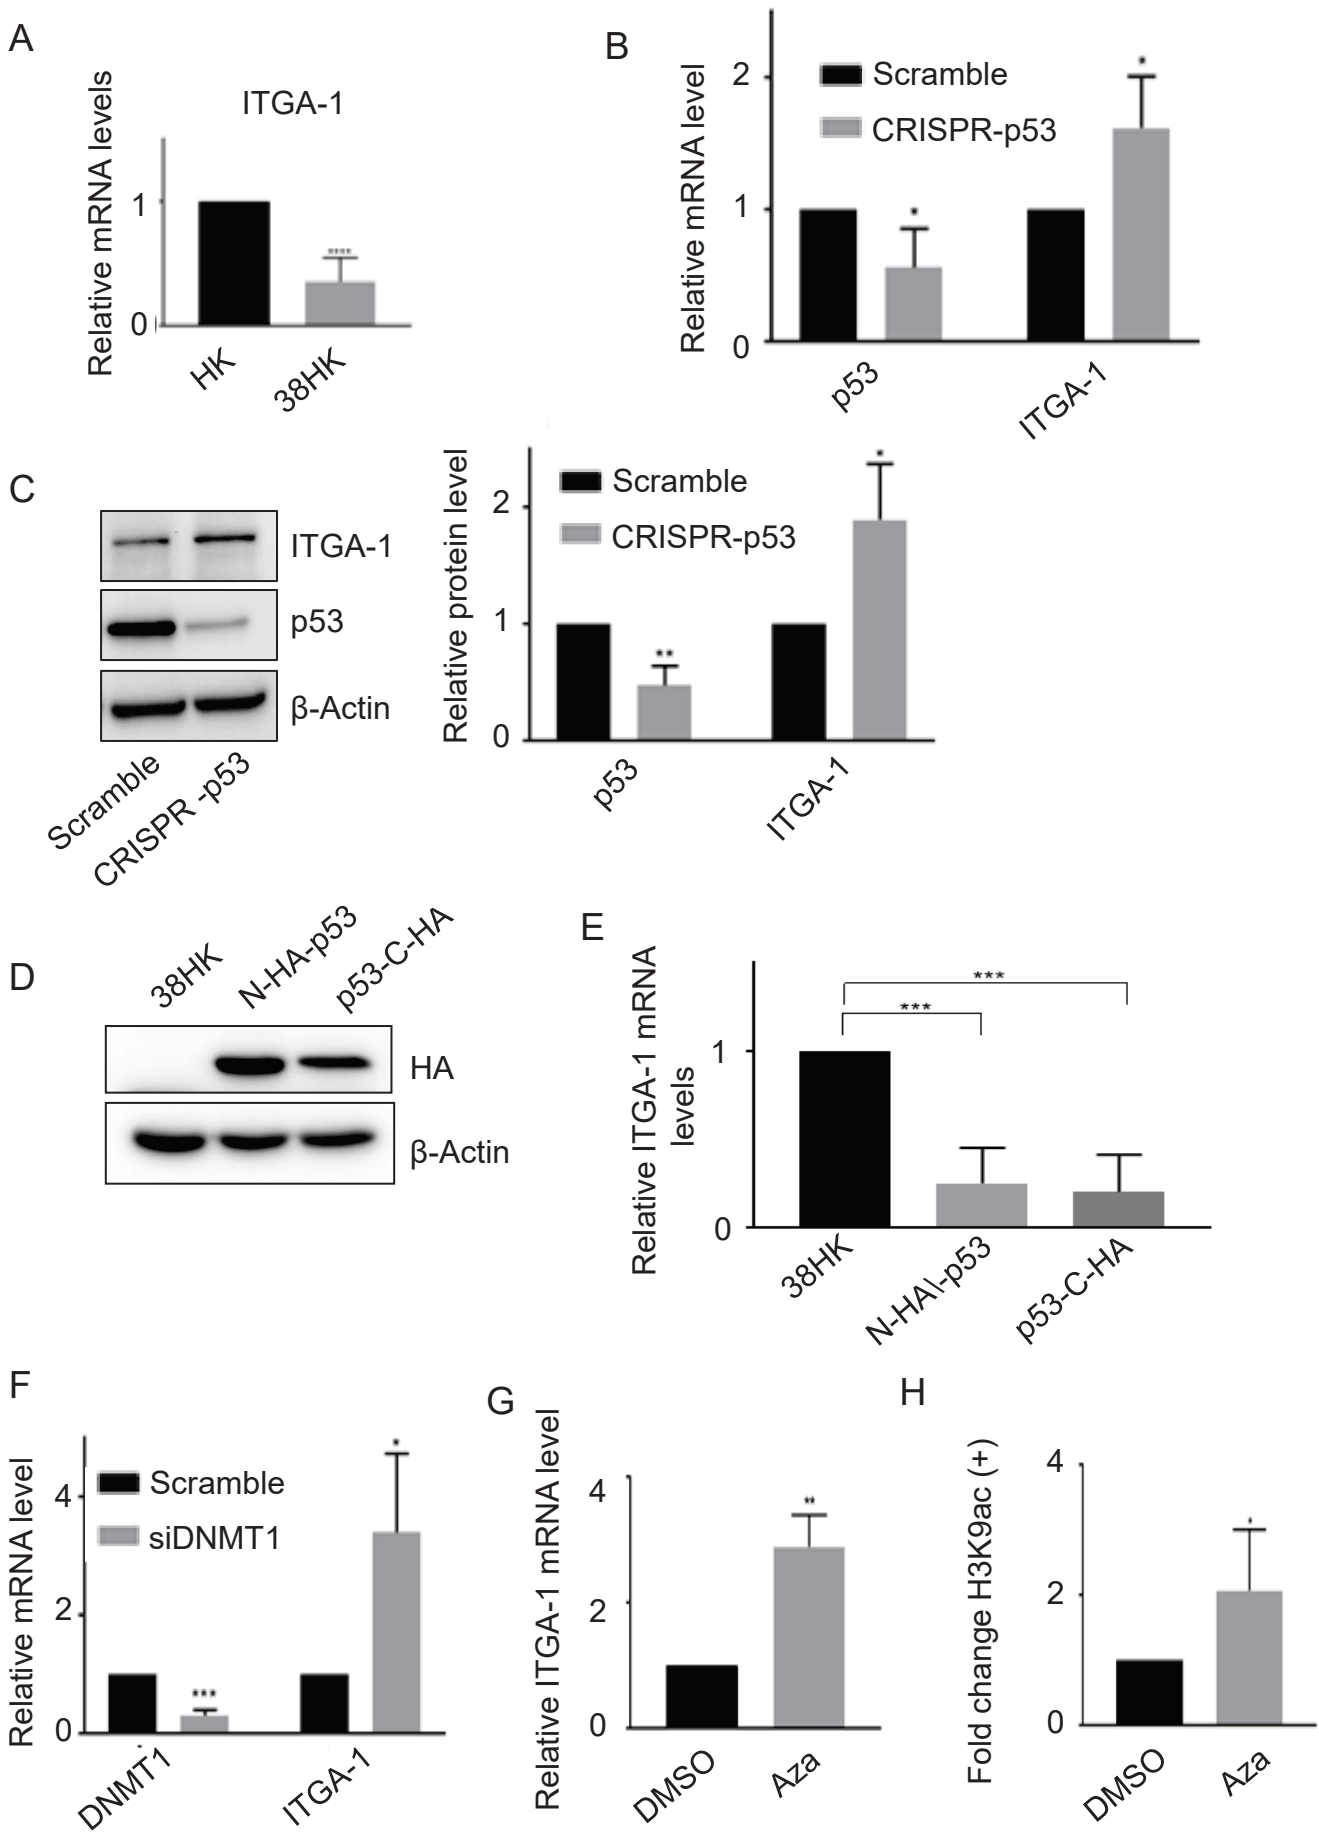 A
ITGA-1
Relative mRNA levels
1
0
****
HK
38HK
B
Relative mRNA level
2
1
0
Scramble
CRISPR-p53
*
*
p53
ITGA-1
C
ITGA-1
p53
β-Actin
Scramble
CRISPR -p53
Relative protein level
2
1
0
Scramble
CRISPR-p53
**
*
p53
ITGA-1
D
38HK
N-HA-p53
p53-C-HA
HA
β-Actin
E
Relative ITGA-1 mRNA
levels
1
0
***
***
38HK
N-HA\-p53
p53-C-HA
F
Relative mRNA level
4
2
0
Scramble
siDNMT1
***
*
DNMT1
ITGA-1
G
Relative ITGA-1 mRNA level
4
2
0
**
DMSO
Aza
H
Fold change H3K9ac (+)
4
2
0
*
DMSO
Aza